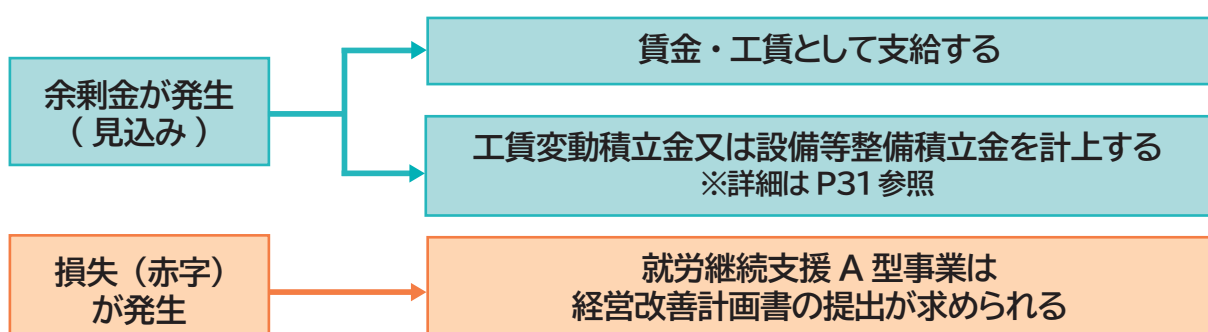 余剰金が発生
（見込み）
賃金・工賃として支給する
工賃変動積立金又は設備等整備積立金を計上する
※詳細は P31 参照
損失（赤字）
が発生
就労継続支援 A 型事業は
経営改善計画書の提出が求められる